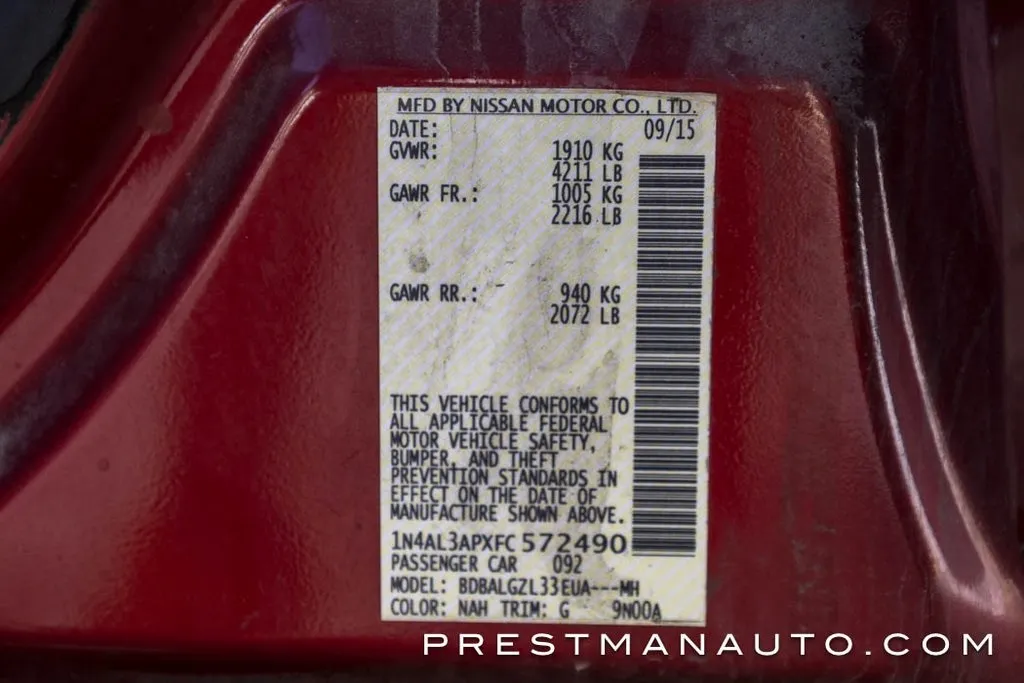 MFD BY NISSAN MOTOR CO., LTD.
DATE: 09/15
GVWR: 1910 KG
4211 LB
GAWR FR.: 1005 KG
2216 LB
GAWR RR.: 940 KG
2072 LB
THIS VEHICLE CONFORMS TO
ALL APPLICABLE FEDERAL
MOTOR VEHICLE SAFETY,
BUMPER, AND THEFT
PREVENTION STANDARDS IN
EFFECT ON THE DATE OF
MANUFACTURE SHOWN ABOVE.
1N4AL3APXFC572490
PASSENGER CAR 092
MODEL: BDBALGZL33EUA---MH
COLOR: NAH TRIM: G 9N00A
PRESTMANAUTO.COM